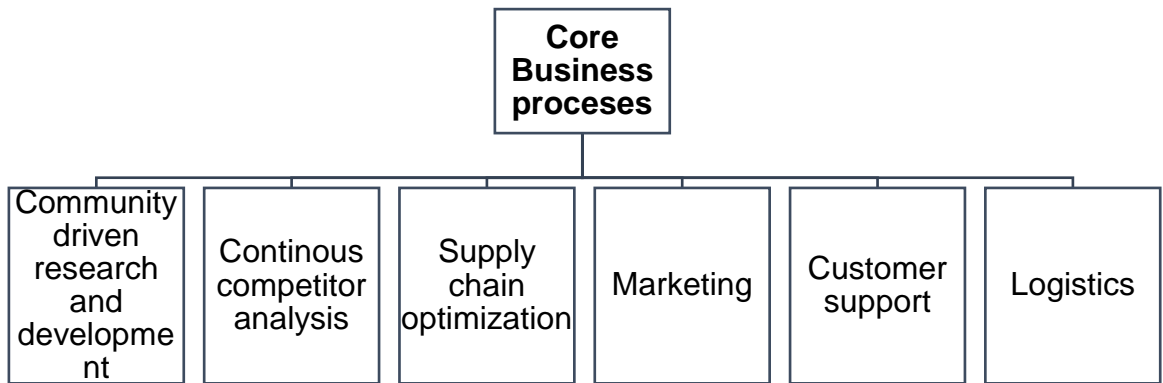 Core
Business
proceses
Community
driven
research
and
developme
nt
Continous
competitor
analysis
Supply
chain
optimization
Marketing
Customer
support
Logistics